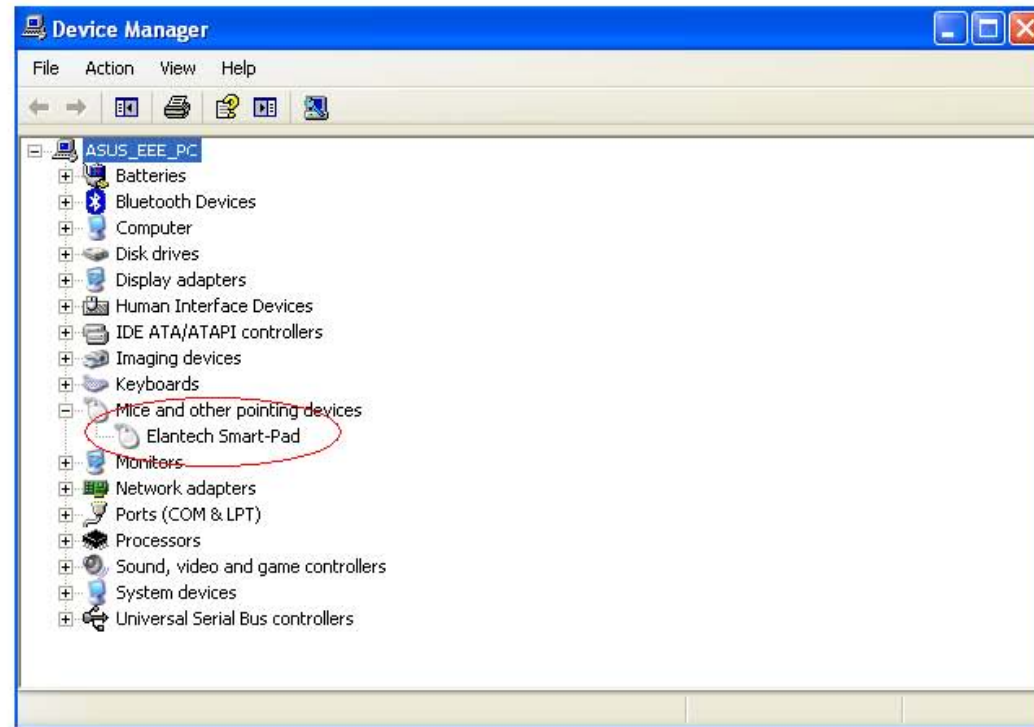 Device Manager
File Action View Help
ASUS_EEE_PC
Batteries
Bluetooth Devices
Computer
Disk drives
Display adapters
Human Interface Devices
IDE ATA/ATAPI controllers
Imaging devices
Keyboards
Mice and other pointing devices
Elantech Smart-Pad
Monitors
Network adapters
Ports (COM & LPT)
Processors
Sound, video and game controllers
System devices
Universal Serial Bus controllers